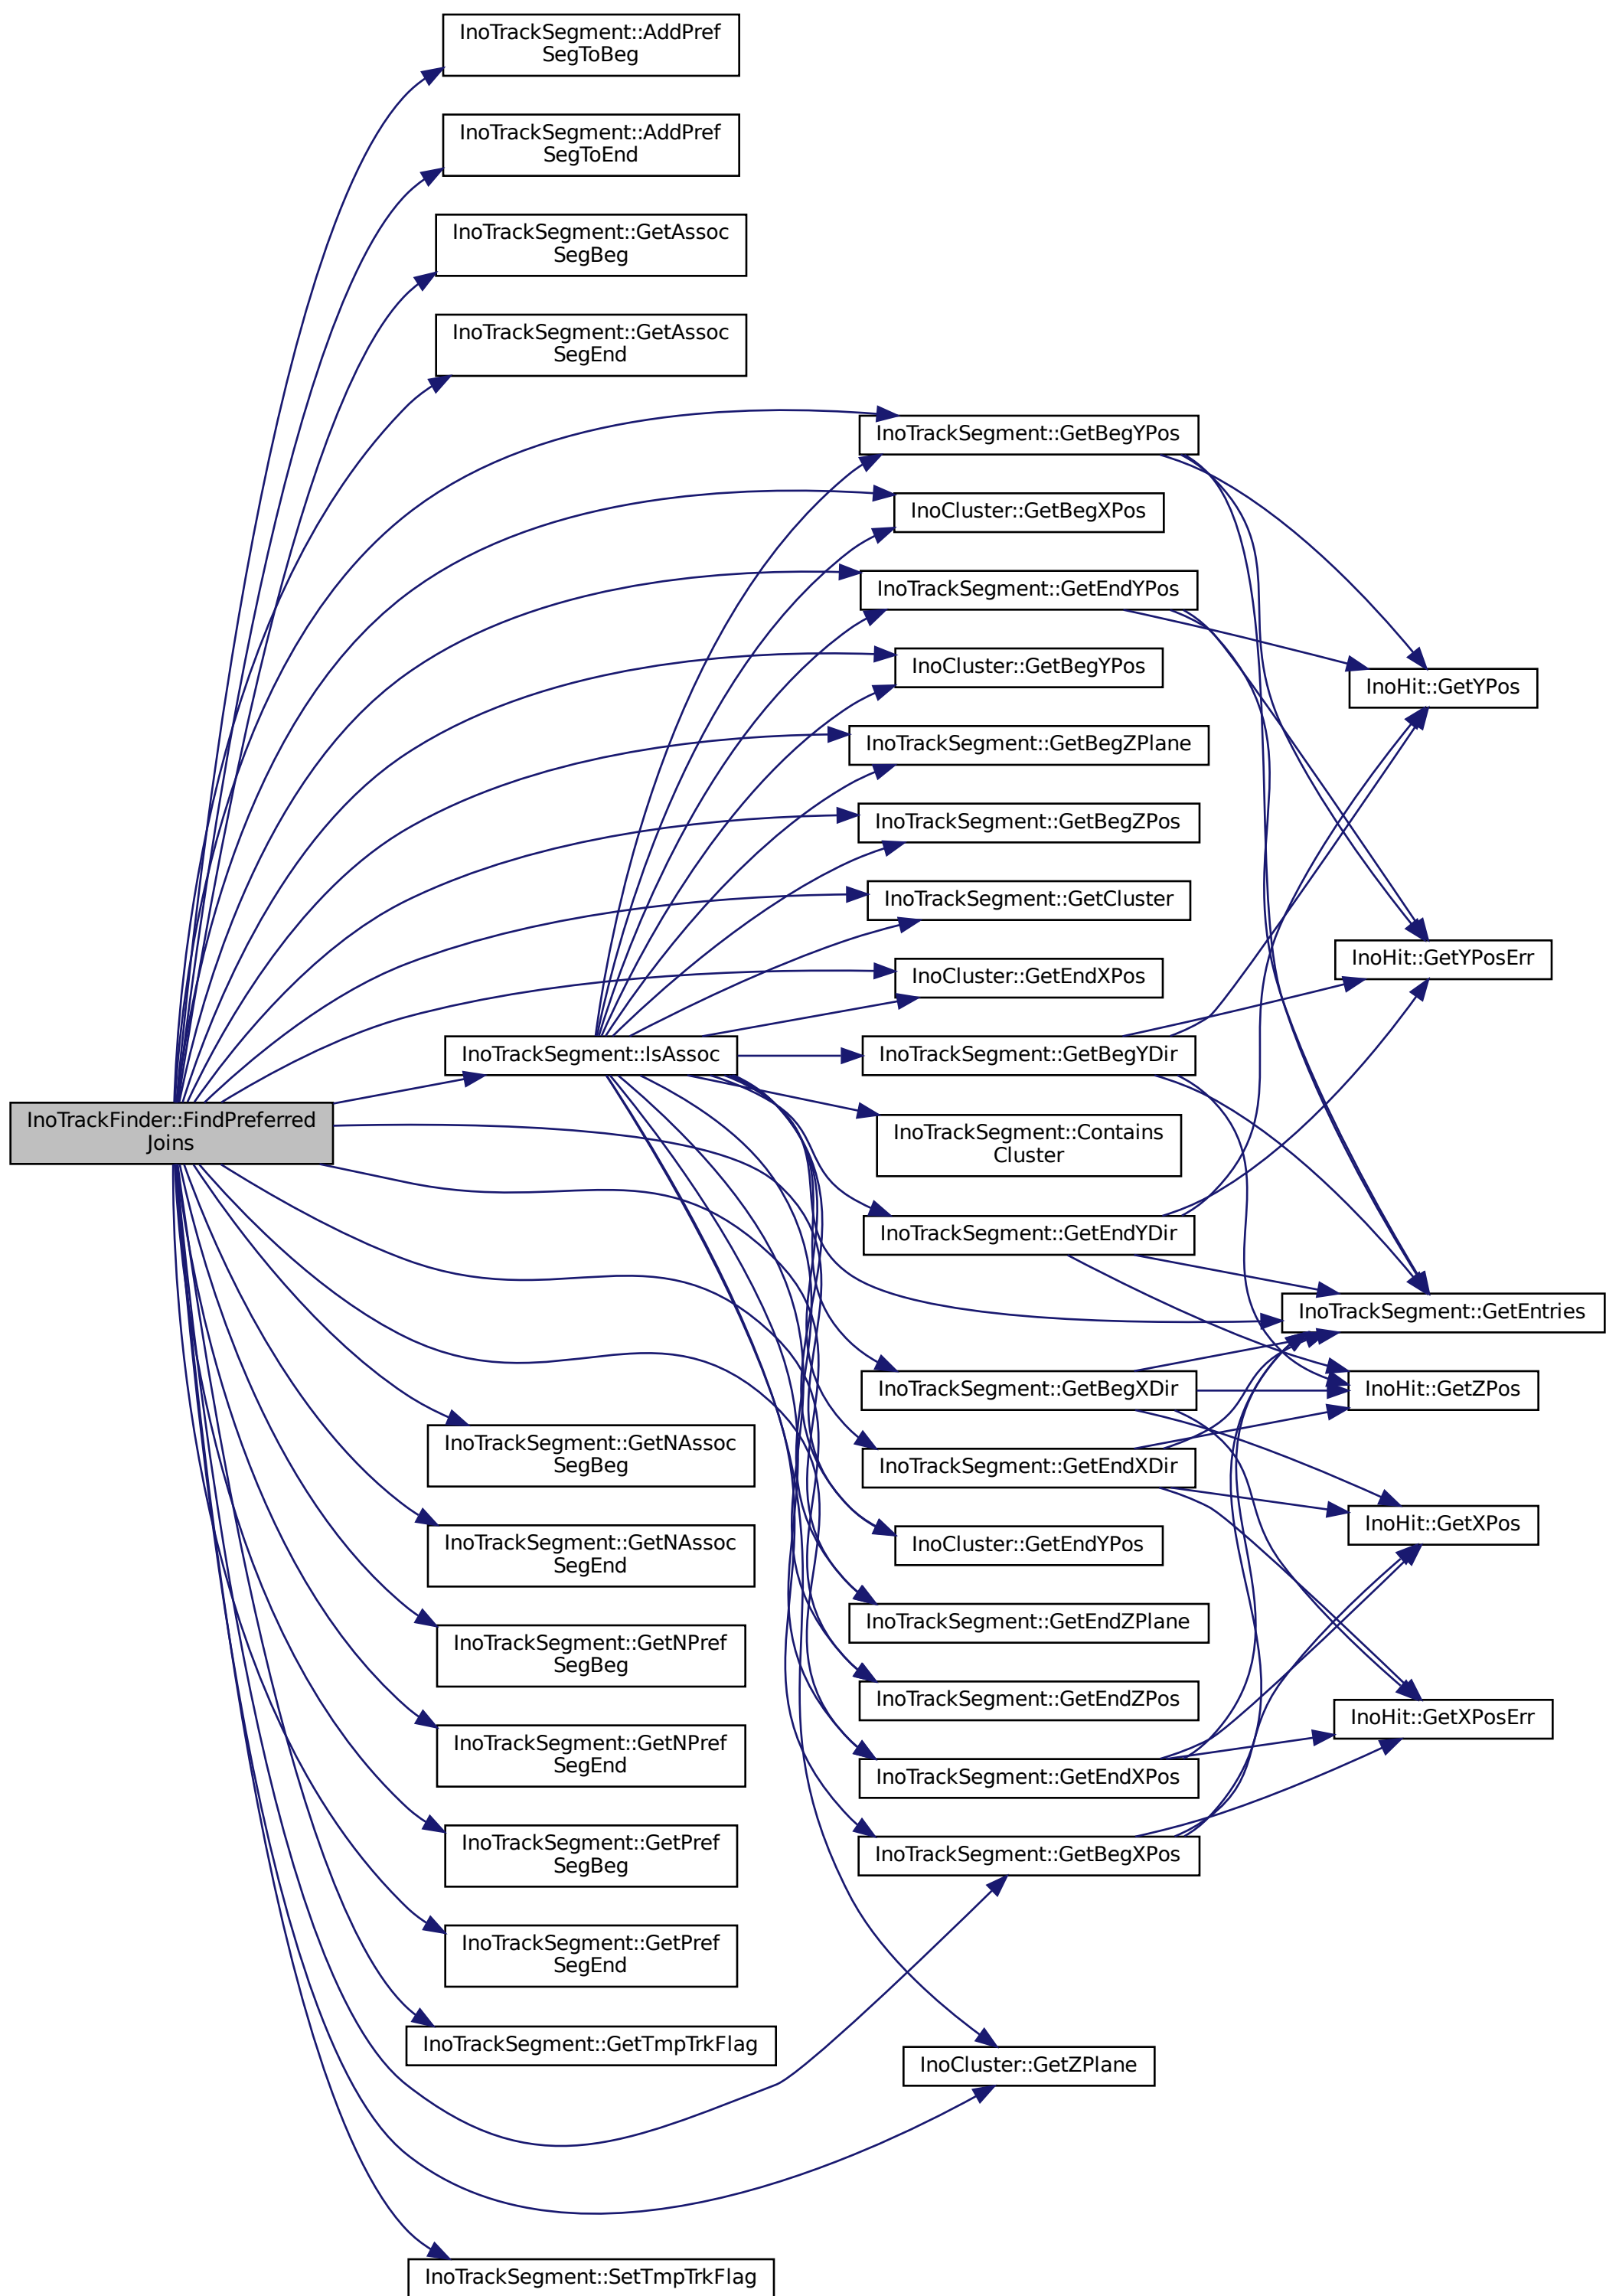 InoTrackSegment::AddPref
SegToBeg
InoTrackSegment::AddPref
SegToEnd
InoTrackSegment::GetAssoc
SegBeg
InoTrackSegment::GetAssoc
SegEnd
InoTrackSegment::GetBegYPos
InoCluster::GetBegXPos
InoTrackSegment::GetEndYPos
InoCluster::GetBegYPos
InoHit::GetYPos
InoTrackSegment::GetBegZPlane
InoTrackSegment::GetBegZPos
InoTrackSegment::GetCluster
InoCluster::GetEndXPos
InoHit::GetYPosErr
InoTrackSegment::IsAssoc
InoTrackSegment::GetBegYDir
InoTrackFinder::FindPreferred
Joins
InoTrackSegment::Contains
Cluster
InoTrackSegment::GetEndYDir
InoTrackSegment::GetEntries
InoTrackSegment::GetBegXDir
InoHit::GetZPos
InoTrackSegment::GetNAssoc
SegBeg
InoTrackSegment::GetEndXDir
InoHit::GetXPos
InoTrackSegment::GetNAssoc
SegEnd
InoCluster::GetEndYPos
InoTrackSegment::GetEndZPlane
InoTrackSegment::GetNPref
SegBeg
InoTrackSegment::GetEndZPos
InoHit::GetXPosErr
InoTrackSegment::GetNPref
SegEnd
InoTrackSegment::GetEndXPos
InoTrackSegment::GetPref
SegBeg
InoTrackSegment::GetBegXPos
InoTrackSegment::GetPref
SegEnd
InoTrackSegment::GetTmpTrkFlag
InoCluster::GetZPlane
InoTrackSegment::SetTmpTrkFlag